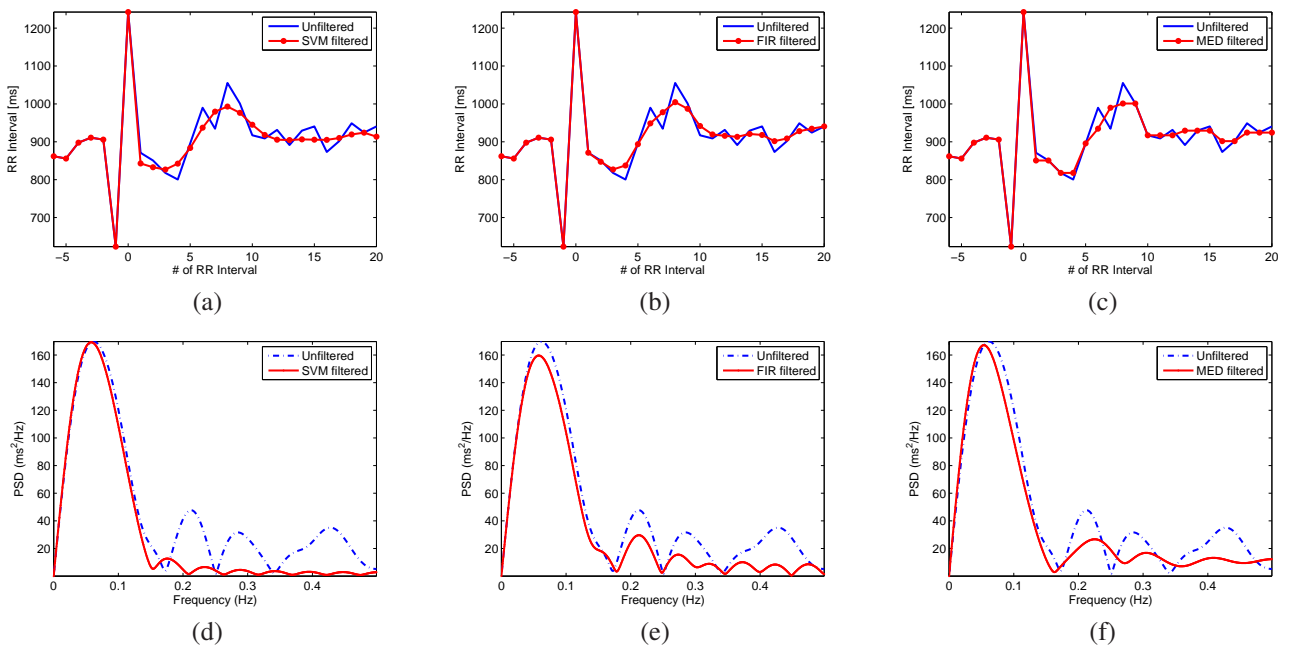 1200
1100
1000
900
800
700
RR Interval [ms]
−5
0
5
10
15
20
# of RR Interval
Unfiltered
SVM filtered
(a)
1200
1100
1000
900
800
700
RR Interval [ms]
−5
0
5
10
15
20
# of RR Interval
Unfiltered
FIR filtered
(b)
1200
1100
1000
900
800
700
RR Interval [ms]
−5
0
5
10
15
20
# of RR Interval
Unfiltered
MED filtered
(c)
160
140
120
100
80
60
40
20
PSD (ms²/Hz)
0
0.1
0.2
0.3
0.4
Frequency (Hz)
Unfiltered
SVM filtered
(d)
160
140
120
100
80
60
40
20
PSD (ms²/Hz)
0
0.1
0.2
0.3
0.4
Frequency (Hz)
Unfiltered
FIR filtered
(e)
160
140
120
100
80
60
40
20
PSD (ms²/Hz)
0
0.1
0.2
0.3
0.4
Frequency (Hz)
Unfiltered
MED filtered
(f)